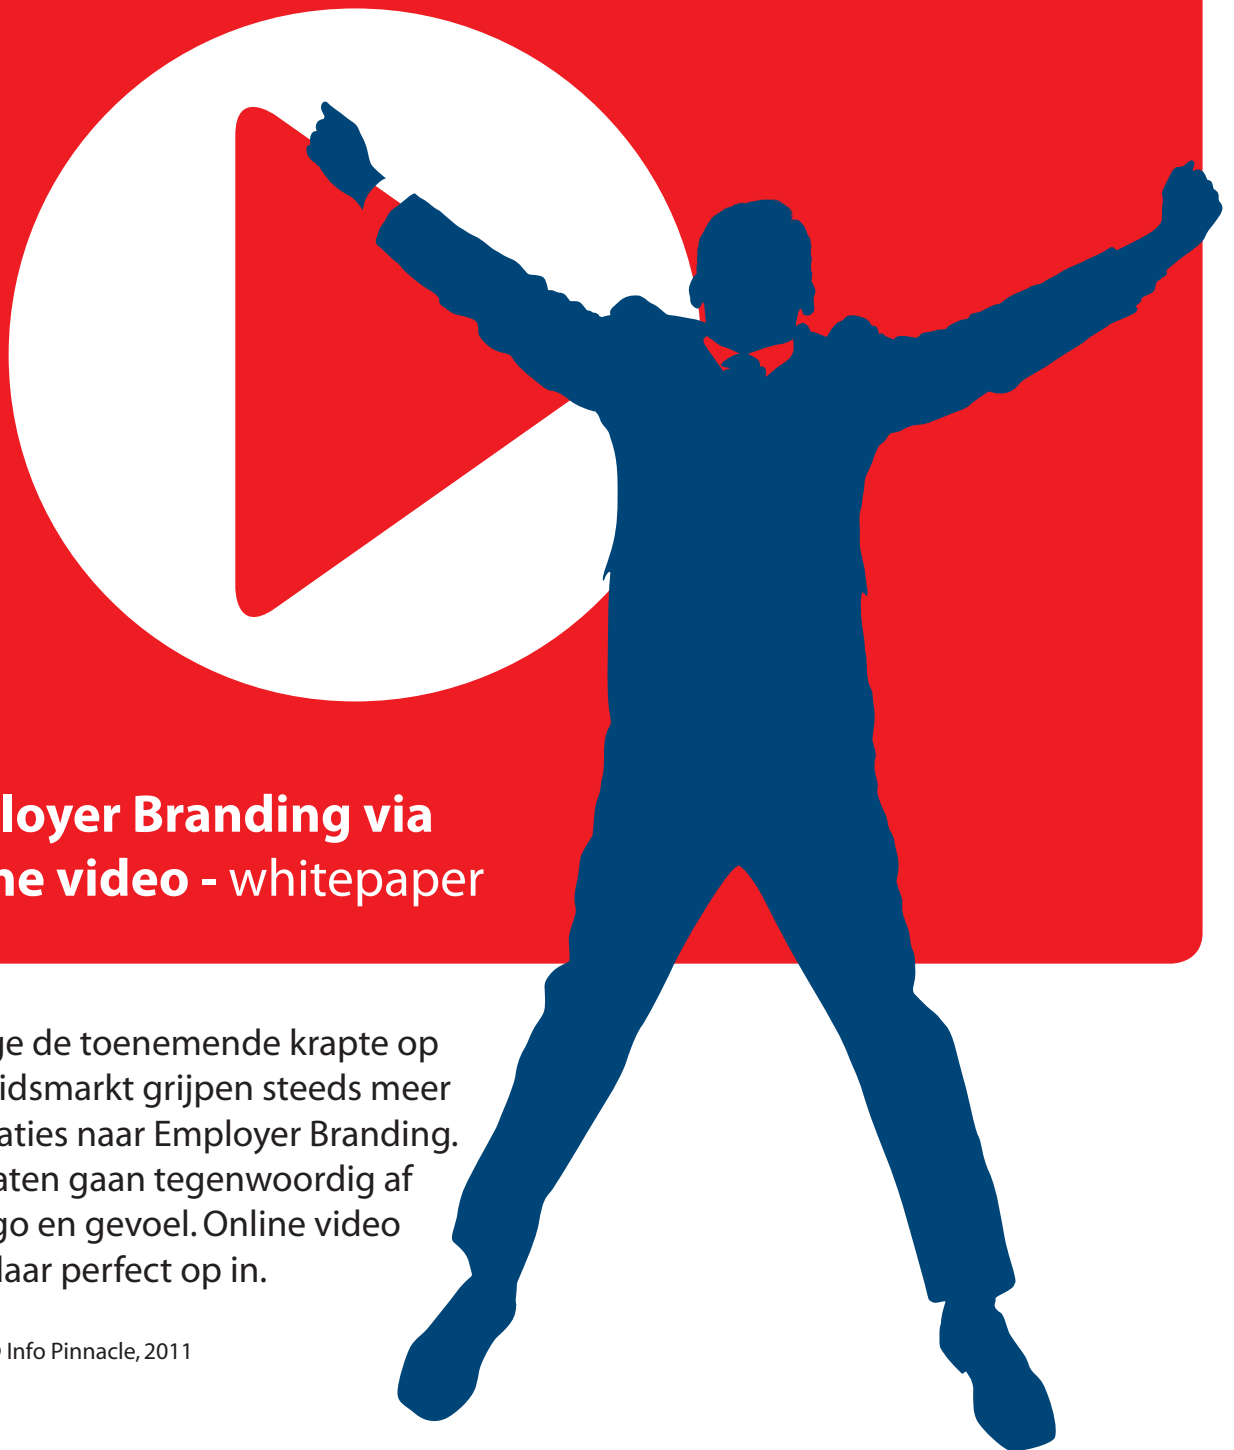 loyer Branding via
ne video - whitepaper
ge de toenemende krapte op
eidsmarkt grijpen steeds meer
aties naar Employer Branding.
aten gaan tegenwoordig af
go en gevoel. Online video
laar perfect op in.
Info Pinnacle, 2011